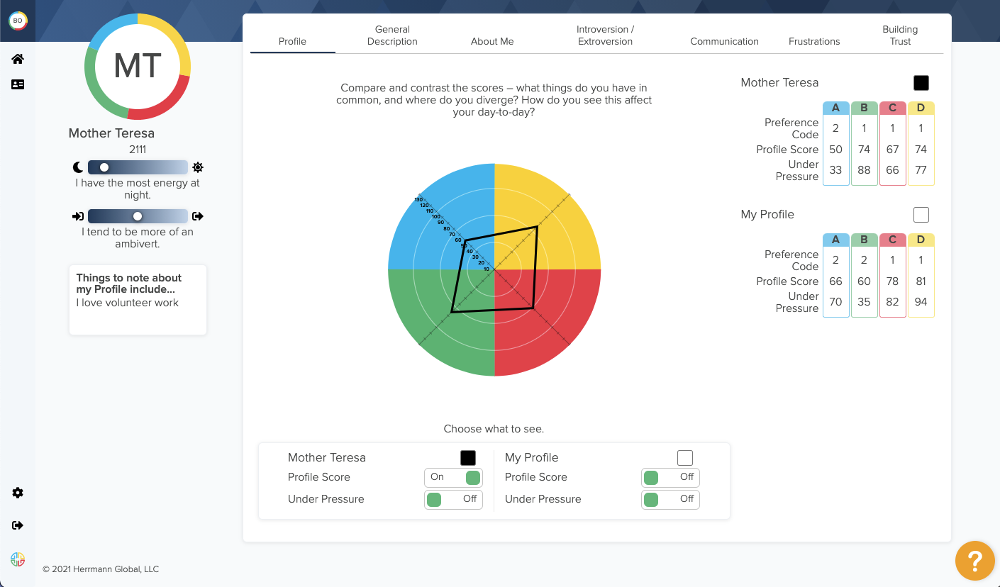 BO
MT
Mother Teresa
2111
I have the most energy at
night.
I tend to be more of an
ambivert.
Things to note about
my Profile include...
I love volunteer work
Profile
General
Description
About Me
Introversion /
Extroversion
Communication
Frustrations
Building
Trust
Compare and contrast the scores – what things do you have in
common, and where do you diverge? How do you see this affect
your day-to-day?
130
120
110
100
90
80
70
60
50
40
30
20
10
Mother Teresa
A B C D
Preference
Code 2 1 1 1
Profile Score 50 74 67 74
Under
Pressure 33 88 66 77
My Profile
A B C D
Preference
Code 2 2 1 1
Profile Score 66 60 78 81
Under
Pressure 70 35 82 94
Choose what to see.
Mother Teresa
Profile Score On
Under Pressure Off
My Profile
Profile Score Off
Under Pressure Off
© 2021 Herrmann Global, LLC
?